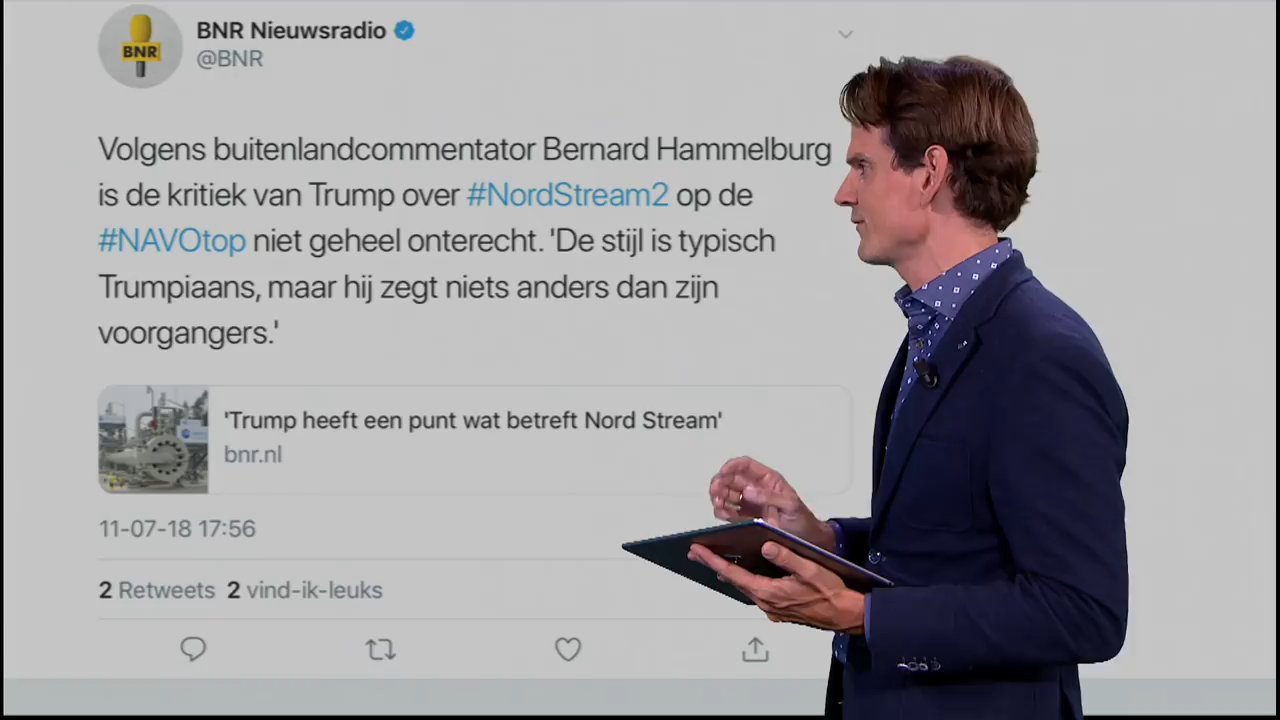 BNR
BNR Nieuwsradio
@BNR
Volgens buitenlandcommentator Bernard Hammelburg
is de kritiek van Trump over #NordStream2 op de
#NAVOtop niet geheel onterecht. 'De stijl is typisch
Trumpiaans, maar hij zegt niets anders dan zijn
voorgangers.'
'Trump heeft een punt wat betreft Nord Stream'
bnr.nl
11-07-18 17:56
2 Retweets 2 vind-ik-leuks